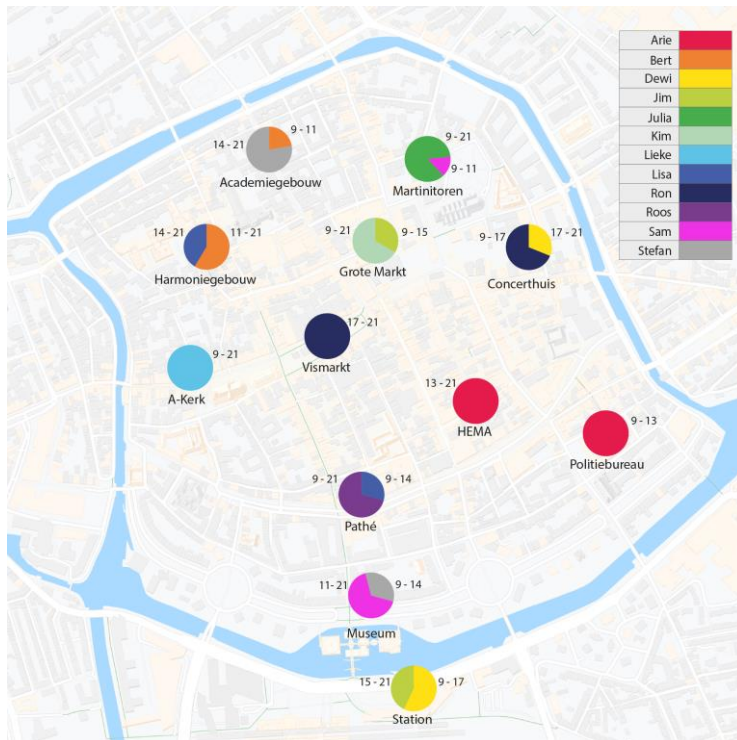 Arie
Bert
Dewi
Jim
Julia
Kim
Lieke
Lisa
Ron
Roos
Sam
Stefan
14 - 21
9 - 11
Academiegebouw
9 - 21
9 - 11
Martinitoren
14 - 21
11 - 21
Harmoniegebouw
9 - 21
9 - 15
Grote Markt
9 - 17
17 - 21
Concerthuis
17 - 21
Vismarkt
9 - 21
A-Kerk
13 - 21
HEMA
9 - 13
Politiebureau
9 - 21
9 - 14
Pathé
11- 21
9 - 14
Museum
15 - 21
9 - 17
Station